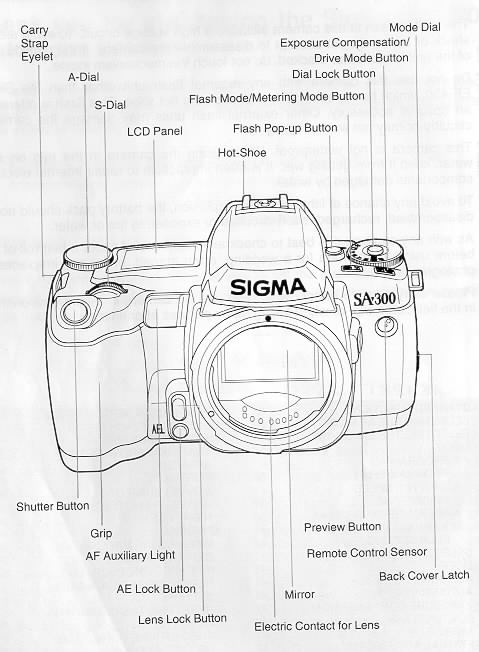 Mode Dial
Carry
Strap
Eyelet
Exposure Compensation/
Drive Mode Button
A-Dial
Dial Lock Button
Flash Mode/Metering Mode Button
S-Dial
LCD Panel
Flash Pop-up Button
Hot-Shoe
SIGMA
SA-300
AEL
Shutter Button
Grip
Preview Button
AF Auxiliary Light
Remote Control Sensor
Back Cover Latch
AE Lock Button
Mirror
Lens Lock Button
Electric Contact for Lens